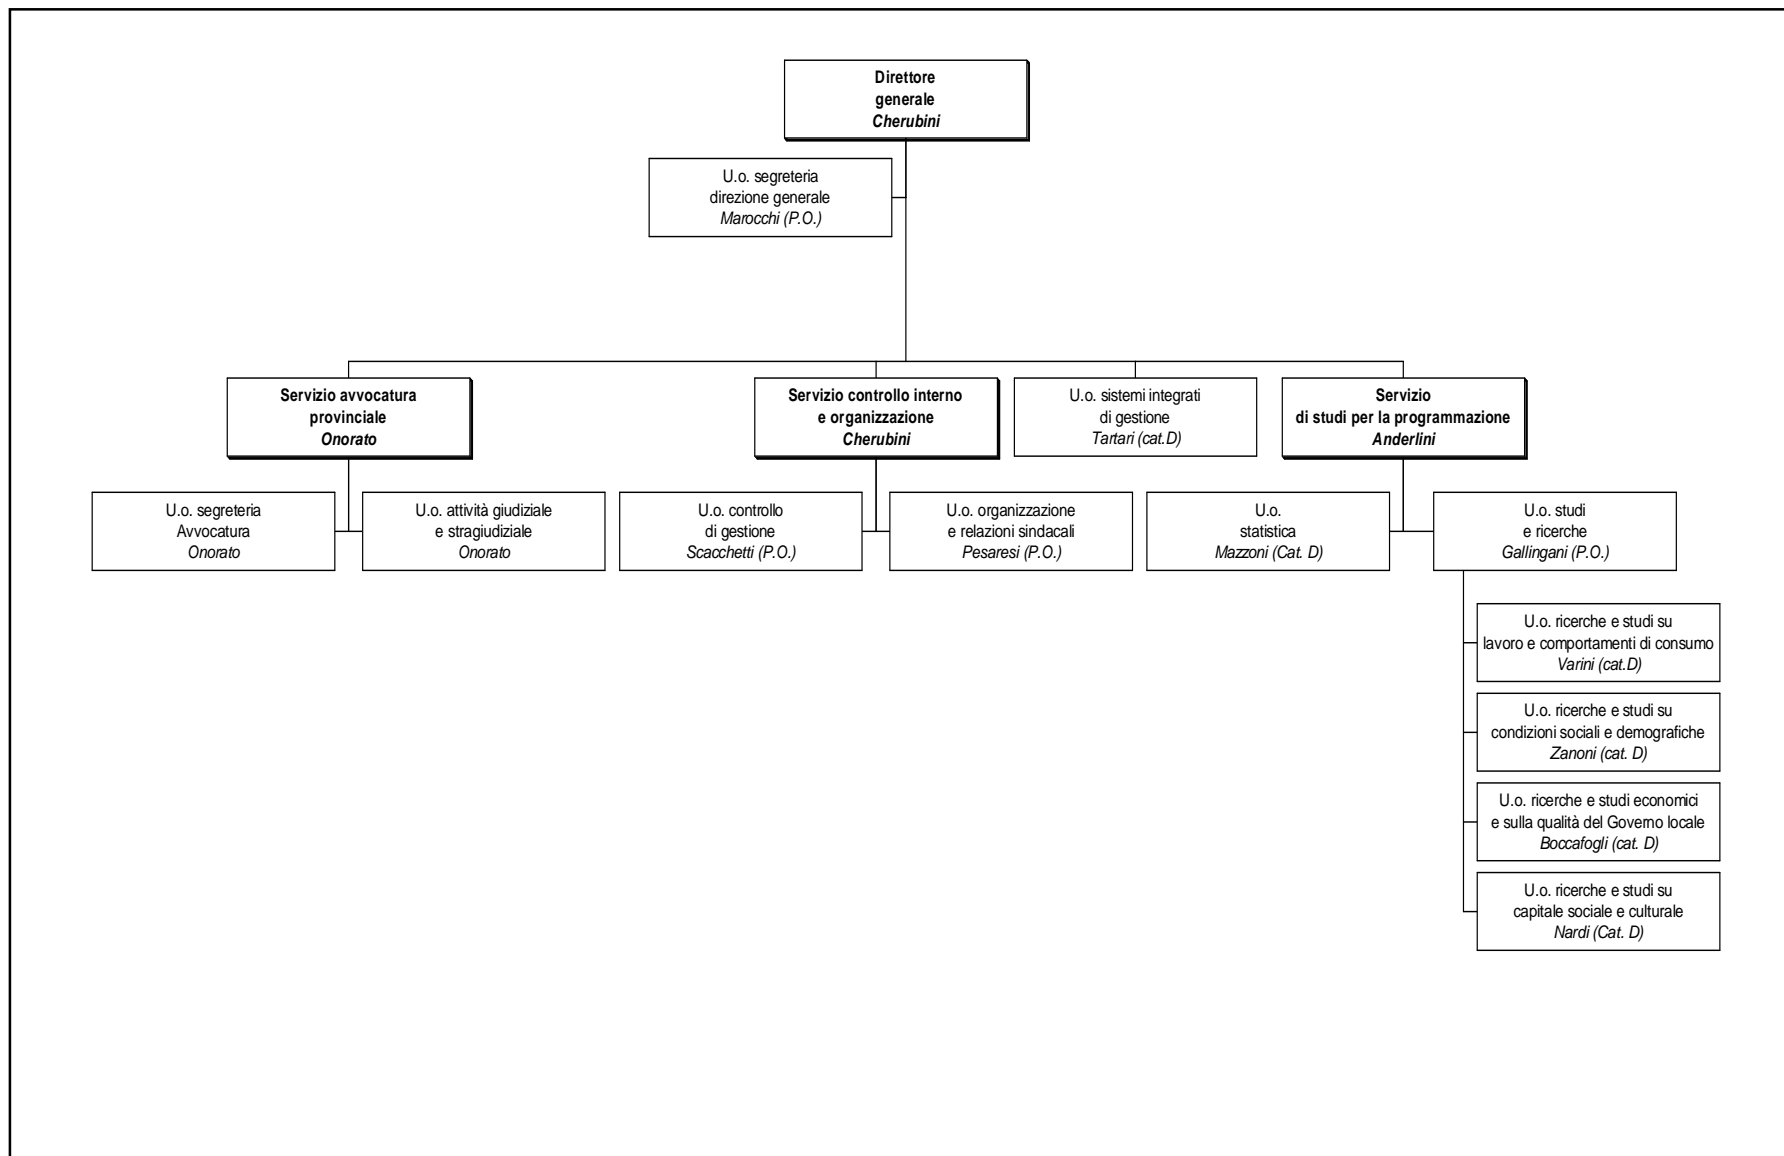 Direttore
generale
Cherubini
U.o. segreteria
direzione generale
Marocchi (P.O.)
Servizio avvocatura
provinciale
Onorato
Servizio controllo interno
e organizzazione
Cherubini
U.o. sistemi integrati
di gestione
Tartari (cat.D)
Servizio
di studi per la programmazione
Anderlini
U.o. segreteria
Avvocatura
Onorato
U.o. attività giudiziale
e stragiudiziale
Onorato
U.o. controllo
di gestione
Scacchetti (P.O.)
U.o. organizzazione
e relazioni sindacali
Pesaresi (P.O.)
U.o.
statistica
Mazzoni (Cat. D)
U.o. studi
e ricerche
Gallingani (P.O.)
U.o. ricerche e studi su
lavoro e comportamenti di consumo
Varini (cat.D)
U.o. ricerche e studi su
condizioni sociali e demografiche
Zanoni (cat. D)
U.o. ricerche e studi economici
e sulla qualità del Governo locale
Boccafogli (cat. D)
U.o. ricerche e studi su
capitale sociale e culturale
Nardi (Cat. D)